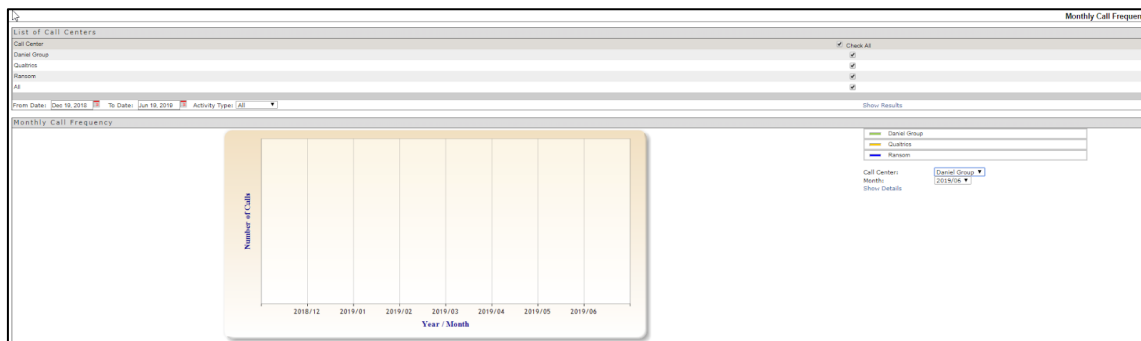 Monthly Call Frequen
List of Call Centers
Call Center Check All
Daniel Group
Qualtrics
Ransom
All
From Date: Dec 19, 2018 To Date: Jun 19, 2019 Activity Type: All Show Results
Monthly Call Frequency
Daniel Group
Qualtrics
Ransom
Call Center: Daniel Group
Month: 2019/06
Show Details
Number of Calls
2018/12 2019/01 2019/02 2019/03 2019/04 2019/05 2019/06
Year / Month